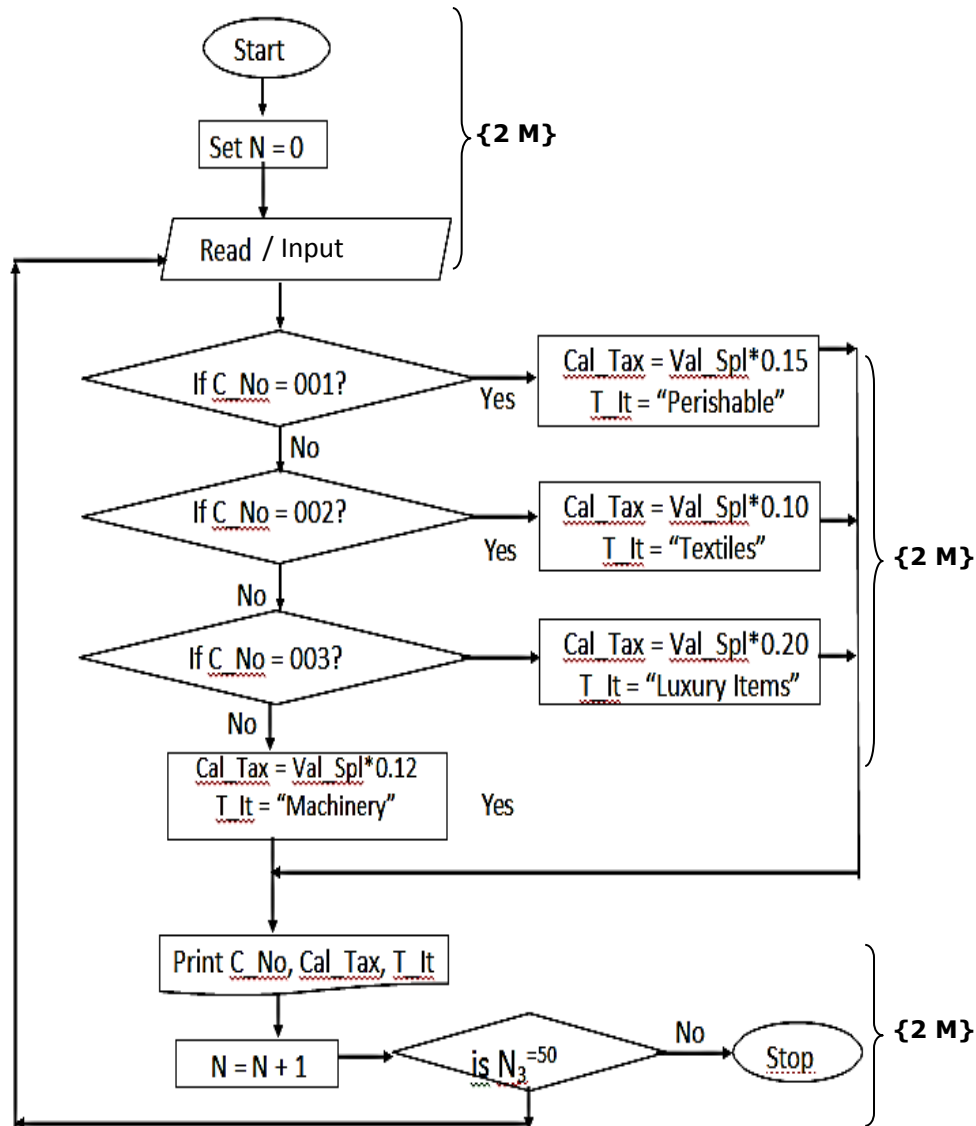 Start
{2 M}
Set N = 0
Read / Input
If C_No = 001?
Yes
Cal_Tax = Val_Spl*0.15
T_It = “Perishable”
No
If C_No = 002?
Yes
Cal_Tax = Val_Spl*0.10
T_It = “Textiles”
{2 M}
No
If C_No = 003?
Cal_Tax = Val_Spl*0.20
T_It = “Luxury Items”
No
Cal_Tax = Val_Spl*0.12
T_It = “Machinery”
Yes
Print C_No, Cal_Tax, T_It
N = N + 1
is N3=50
No
Stop
{2 M}